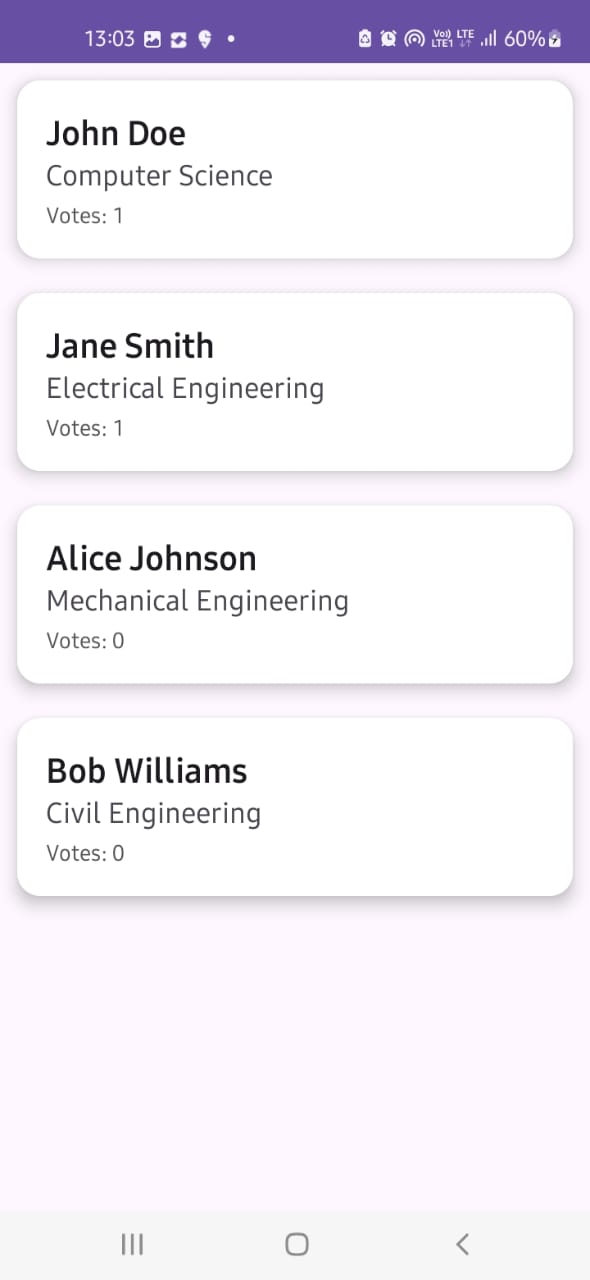 13:03 Vo)) LTE1 LTE 60%
John Doe
Computer Science
Votes: 1
Jane Smith
Electrical Engineering
Votes: 1
Alice Johnson
Mechanical Engineering
Votes: 0
Bob Williams
Civil Engineering
Votes: 0